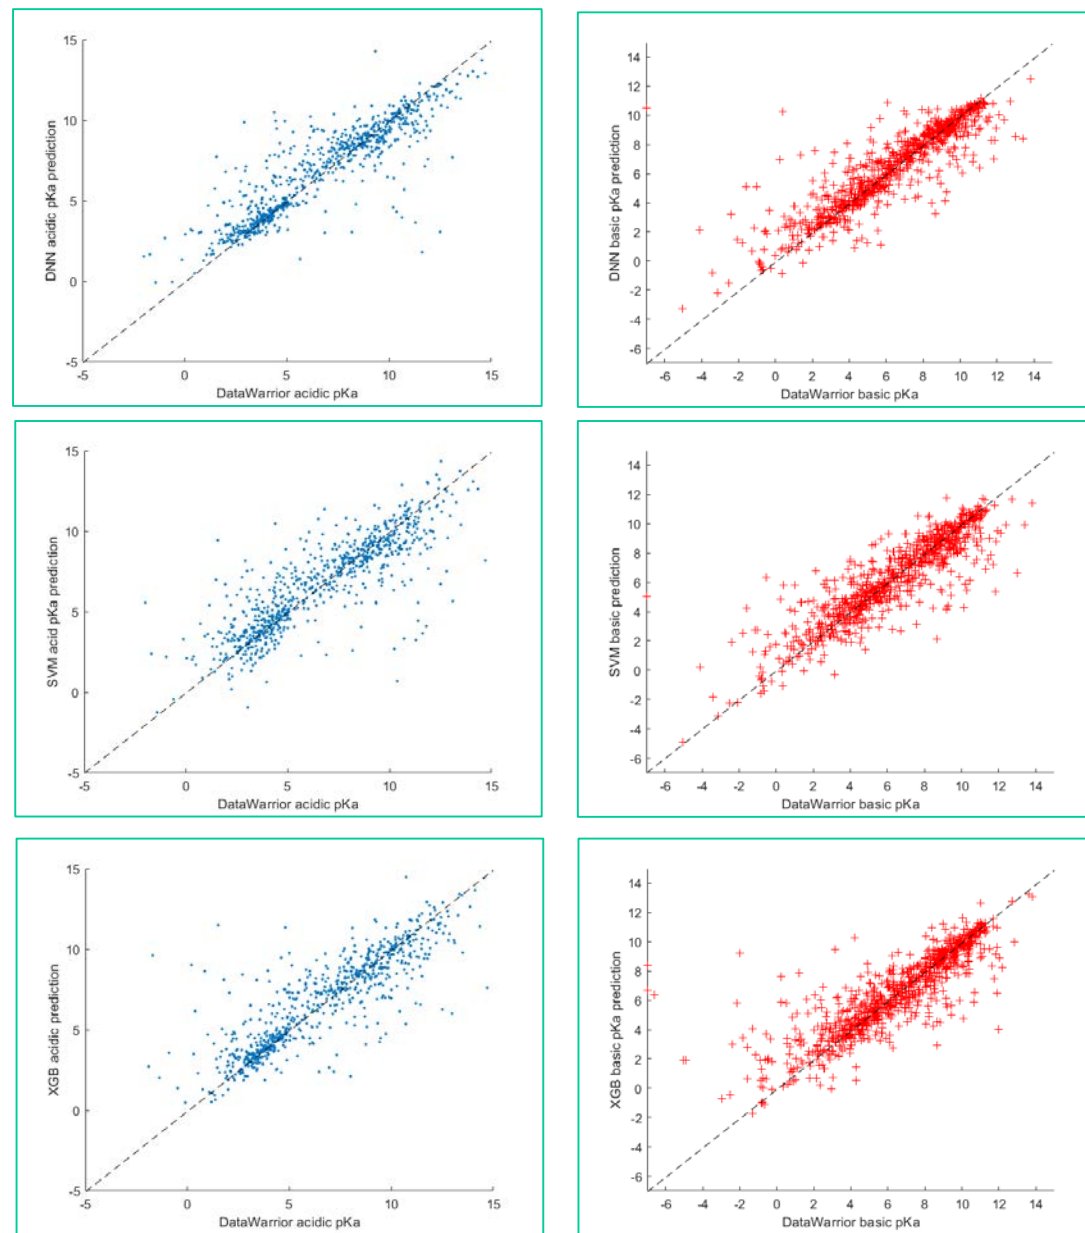 15
10
5
0
-5
DNN acidic pKa prediction
-5 0 5 10 15
DataWarrior acidic pKa
14
12
10
8
6
4
2
0
-2
-4
-6
DNN basic pKa prediction
-6 -4 -2 0 2 4 6 8 10 12 14
DataWarrior basic pKa
15
10
5
0
-5
SVM acid pKa prediction
-5 0 5 10 15
DataWarrior acidic pKa
14
12
10
8
6
4
2
0
-2
-4
-6
SVM basic prediction
-6 -4 -2 0 2 4 6 8 10 12 14
DataWarrior basic pKa
15
10
5
0
-5
XGB acidic prediction
-5 0 5 10 15
DataWarrior acidic pKa
14
12
10
8
6
4
2
0
-2
-4
-6
XGB basic pKa prediction
-6 -4 -2 0 2 4 6 8 10 12 14
DataWarrior basic pKa